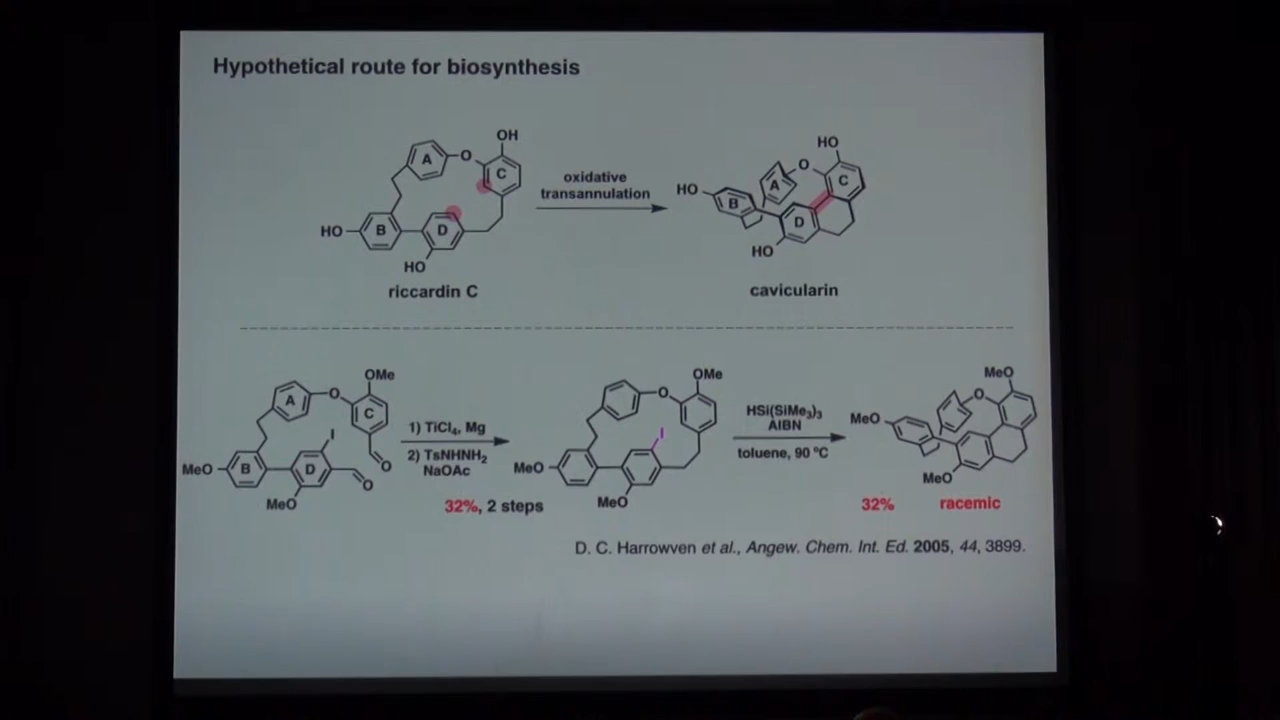 Hypothetical route for biosynthesis
OH
A
O
C
HO
B
D
HO
riccardin C
oxidative
transannulation
HO
O
C
A
HO
B
D
HO
cavicularin
OMe
A
O
C
I
MeO
B
D
O
O
MeO
1) TiCl₄, Mg
2) TsNHNH₂
NaOAc
32%, 2 steps
OMe
O
I
MeO
MeO
HSi(SiMe₃)₃
AIBN
toluene, 90 ºC
MeO
O
MeO
MeO
32% racemic
D. C. Harrowven et al., Angew. Chem. Int. Ed. 2005, 44, 3899.